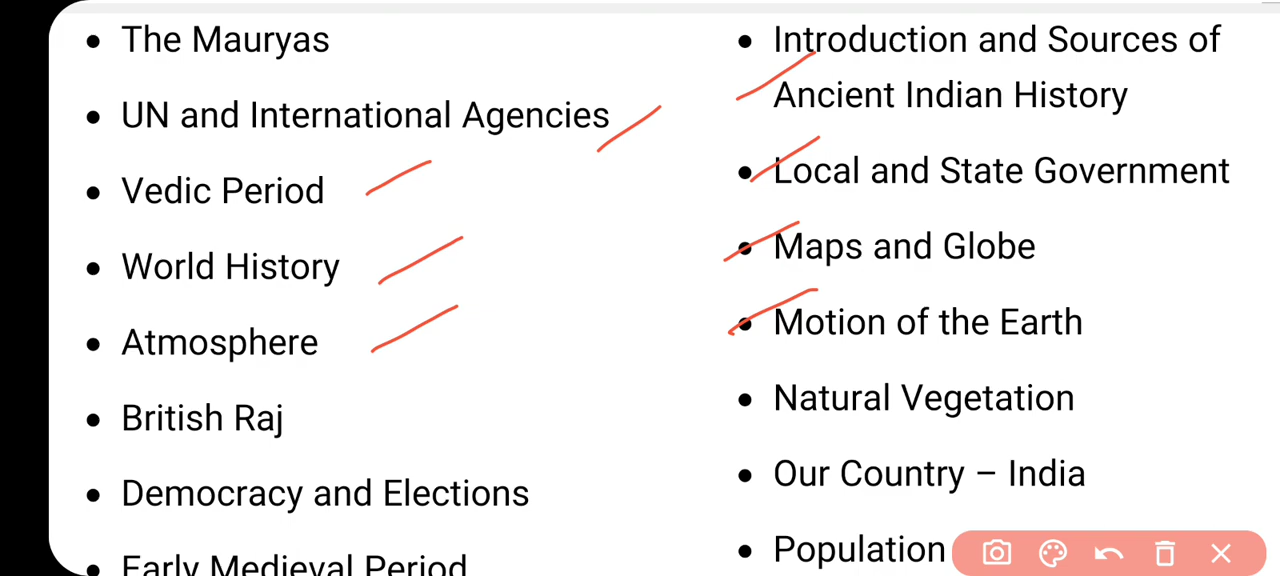 • The Mauryas
• UN and International Agencies
• Vedic Period
• World History
• Atmosphere
• British Raj
• Democracy and Elections
• Early Medieval Period
• Introduction and Sources of
Ancient Indian History
• Local and State Government
• Maps and Globe
• Motion of the Earth
• Natural Vegetation
• Our Country – India
• Population